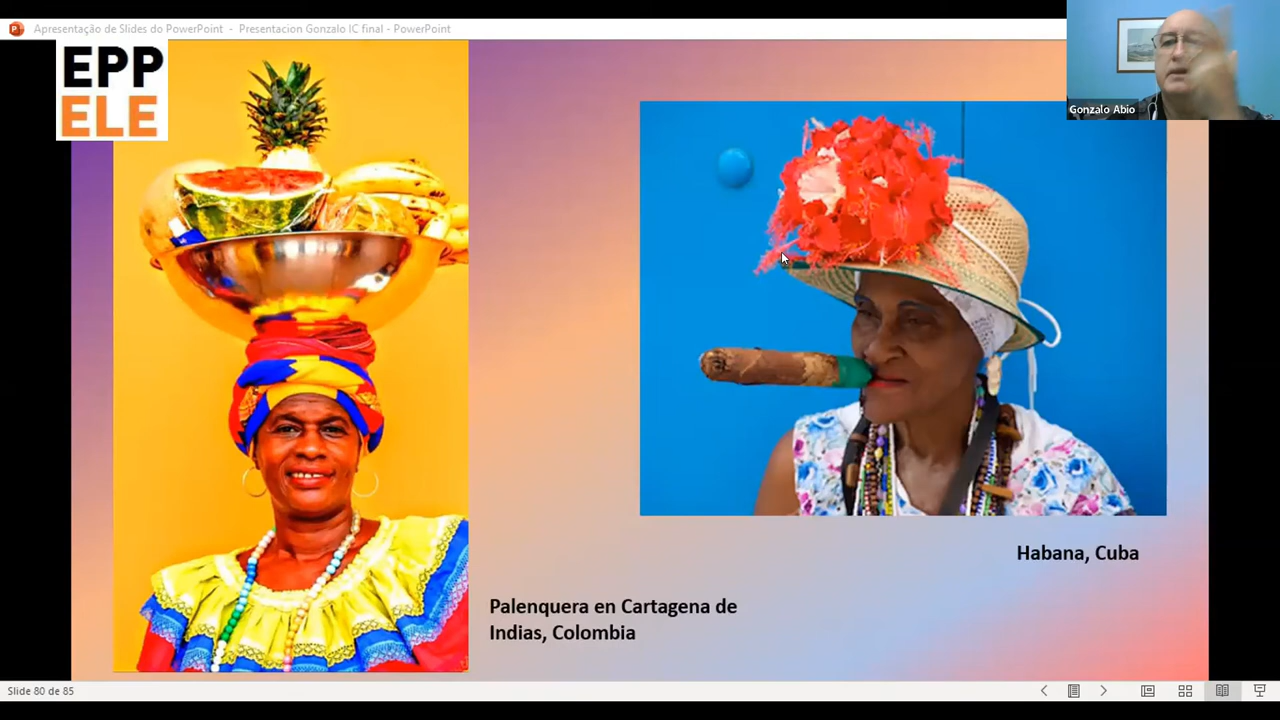 Apresentação de Slides do PowerPoint - Presentacion Gonzalo IC final - PowerPoint
EPP
ELE
Gonzalo Abio
Habana, Cuba
Palenquera en Cartagena de
Indias, Colombia
Slide 80 de 85